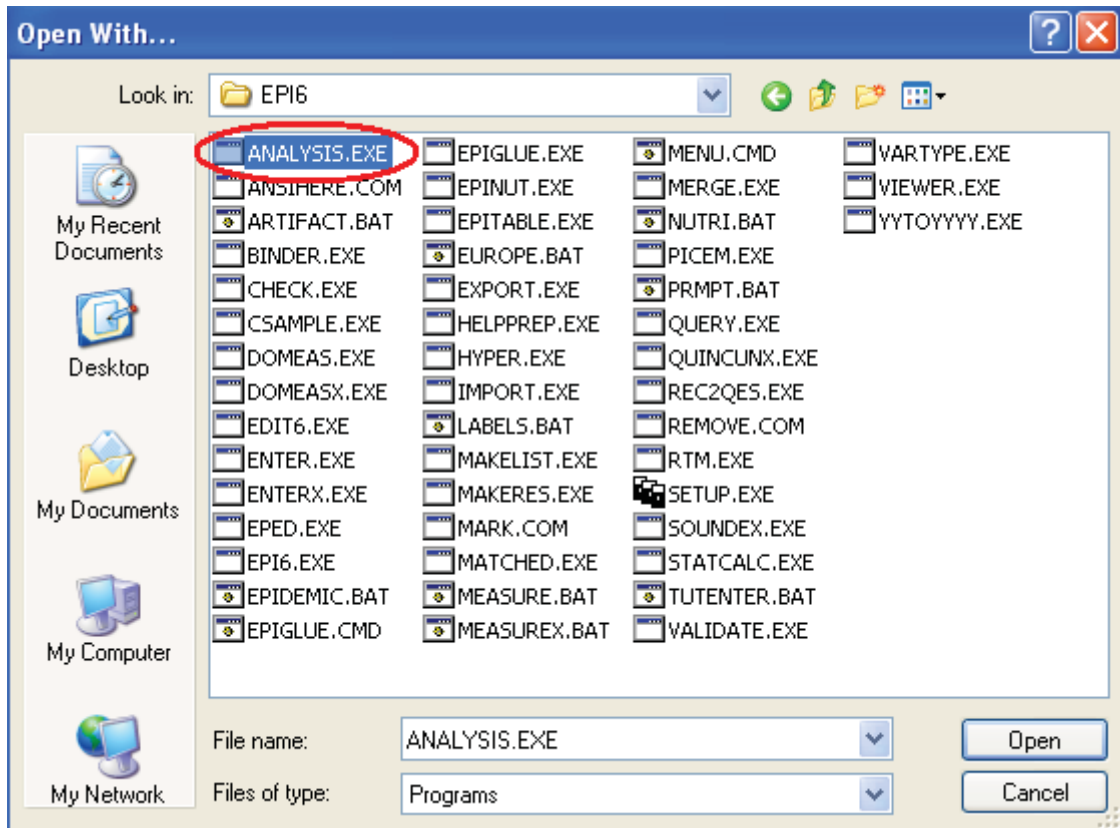 Open With...
Look in:
EPI6
My Recent
Documents
Desktop
My Documents
My Computer
My Network
ANALYSIS.EXE
ANSIHERE.COM
ARTIFACT.BAT
BINDER.EXE
CHECK.EXE
CSAMPLE.EXE
DOMEAS.EXE
DOMEASX.EXE
EDIT6.EXE
ENTER.EXE
ENTERX.EXE
EPED.EXE
EPI6.EXE
EPIDEMIC.BAT
EPIGLUE.CMD
EPIGLUE.EXE
EPINUT.EXE
EPITABLE.EXE
EUROPE.BAT
EXPORT.EXE
HELPPREP.EXE
HYPER.EXE
IMPORT.EXE
LABELS.BAT
MAKELIST.EXE
MAKERES.EXE
MARK.COM
MATCHED.EXE
MEASURE.BAT
MEASUREX.BAT
MENU.CMD
MERGE.EXE
NUTRI.BAT
PICEM.EXE
PRMPT.BAT
QUERY.EXE
QUINCUNX.EXE
REC2QES.EXE
REMOVE.COM
RTM.EXE
SETUP.EXE
SOUNDEX.EXE
STATCALC.EXE
TUTENTER.BAT
VALIDATE.EXE
VARTYPE.EXE
VIEWER.EXE
YYTOYYYY.EXE
File name:
ANALYSIS.EXE
Open
Files of type:
Programs
Cancel